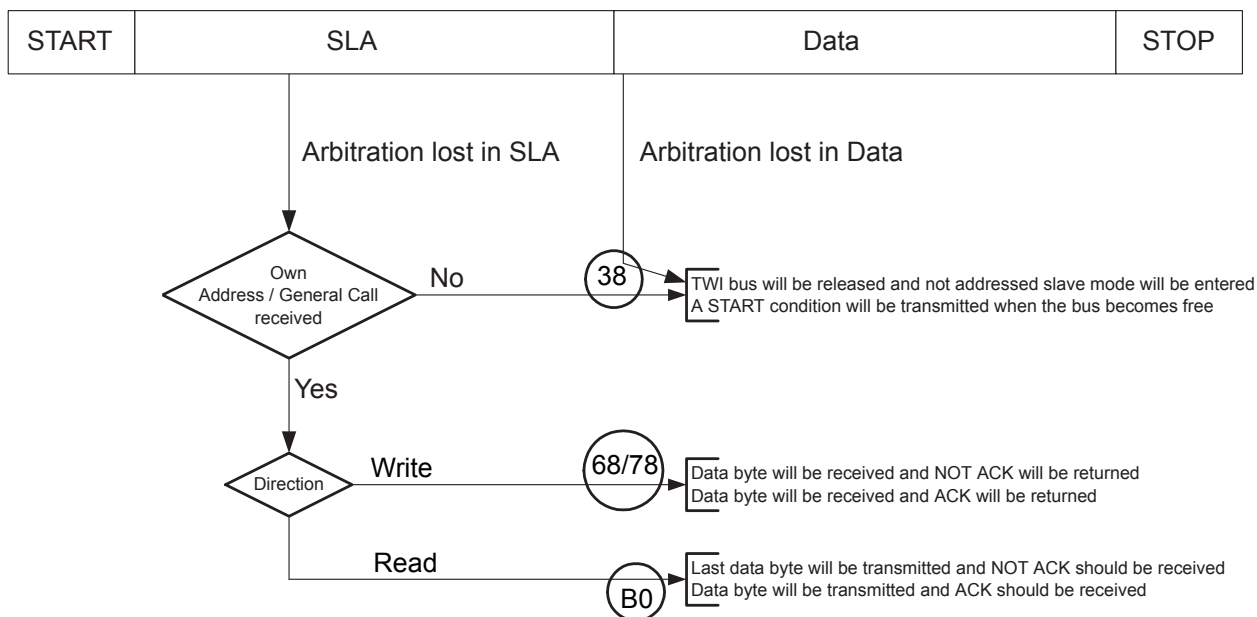 START SLA Data STOP
Arbitration lost in SLA Arbitration lost in Data
Own
Address / General Call
received
No
38
TWI bus will be released and not addressed slave mode will be entered
A START condition will be transmitted when the bus becomes free
Yes
Direction
Write
68/78
Data byte will be received and NOT ACK will be returned
Data byte will be received and ACK will be returned
Read
B0
Last data byte will be transmitted and NOT ACK should be received
Data byte will be transmitted and ACK should be received